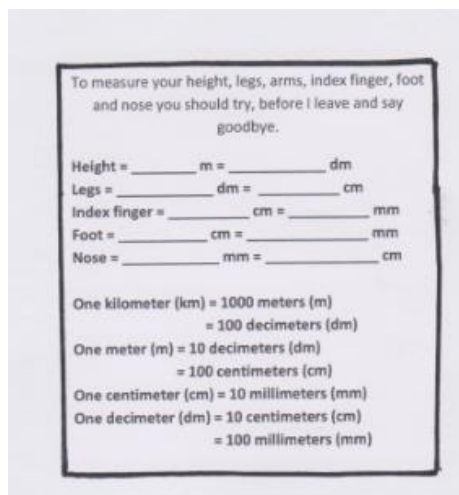 To measure your height, legs, arms, index finger, foot
and nose you should try, before I leave and say
goodbye.
Height = ________ m = ____________ dm
Legs = ____________ dm = __________ cm
Index finger = __________ cm = __________ mm
Foot = ___________ cm = _______________ mm
Nose = ____________ mm = ______________ cm
One kilometer (km) = 1000 meters (m)
= 100 decimeters (dm)
One meter (m) = 10 decimeters (dm)
= 100 centimeters (cm)
One centimeter (cm) = 10 millimeters (mm)
One decimeter (dm) = 10 centimeters (cm)
= 100 millimeters (mm)